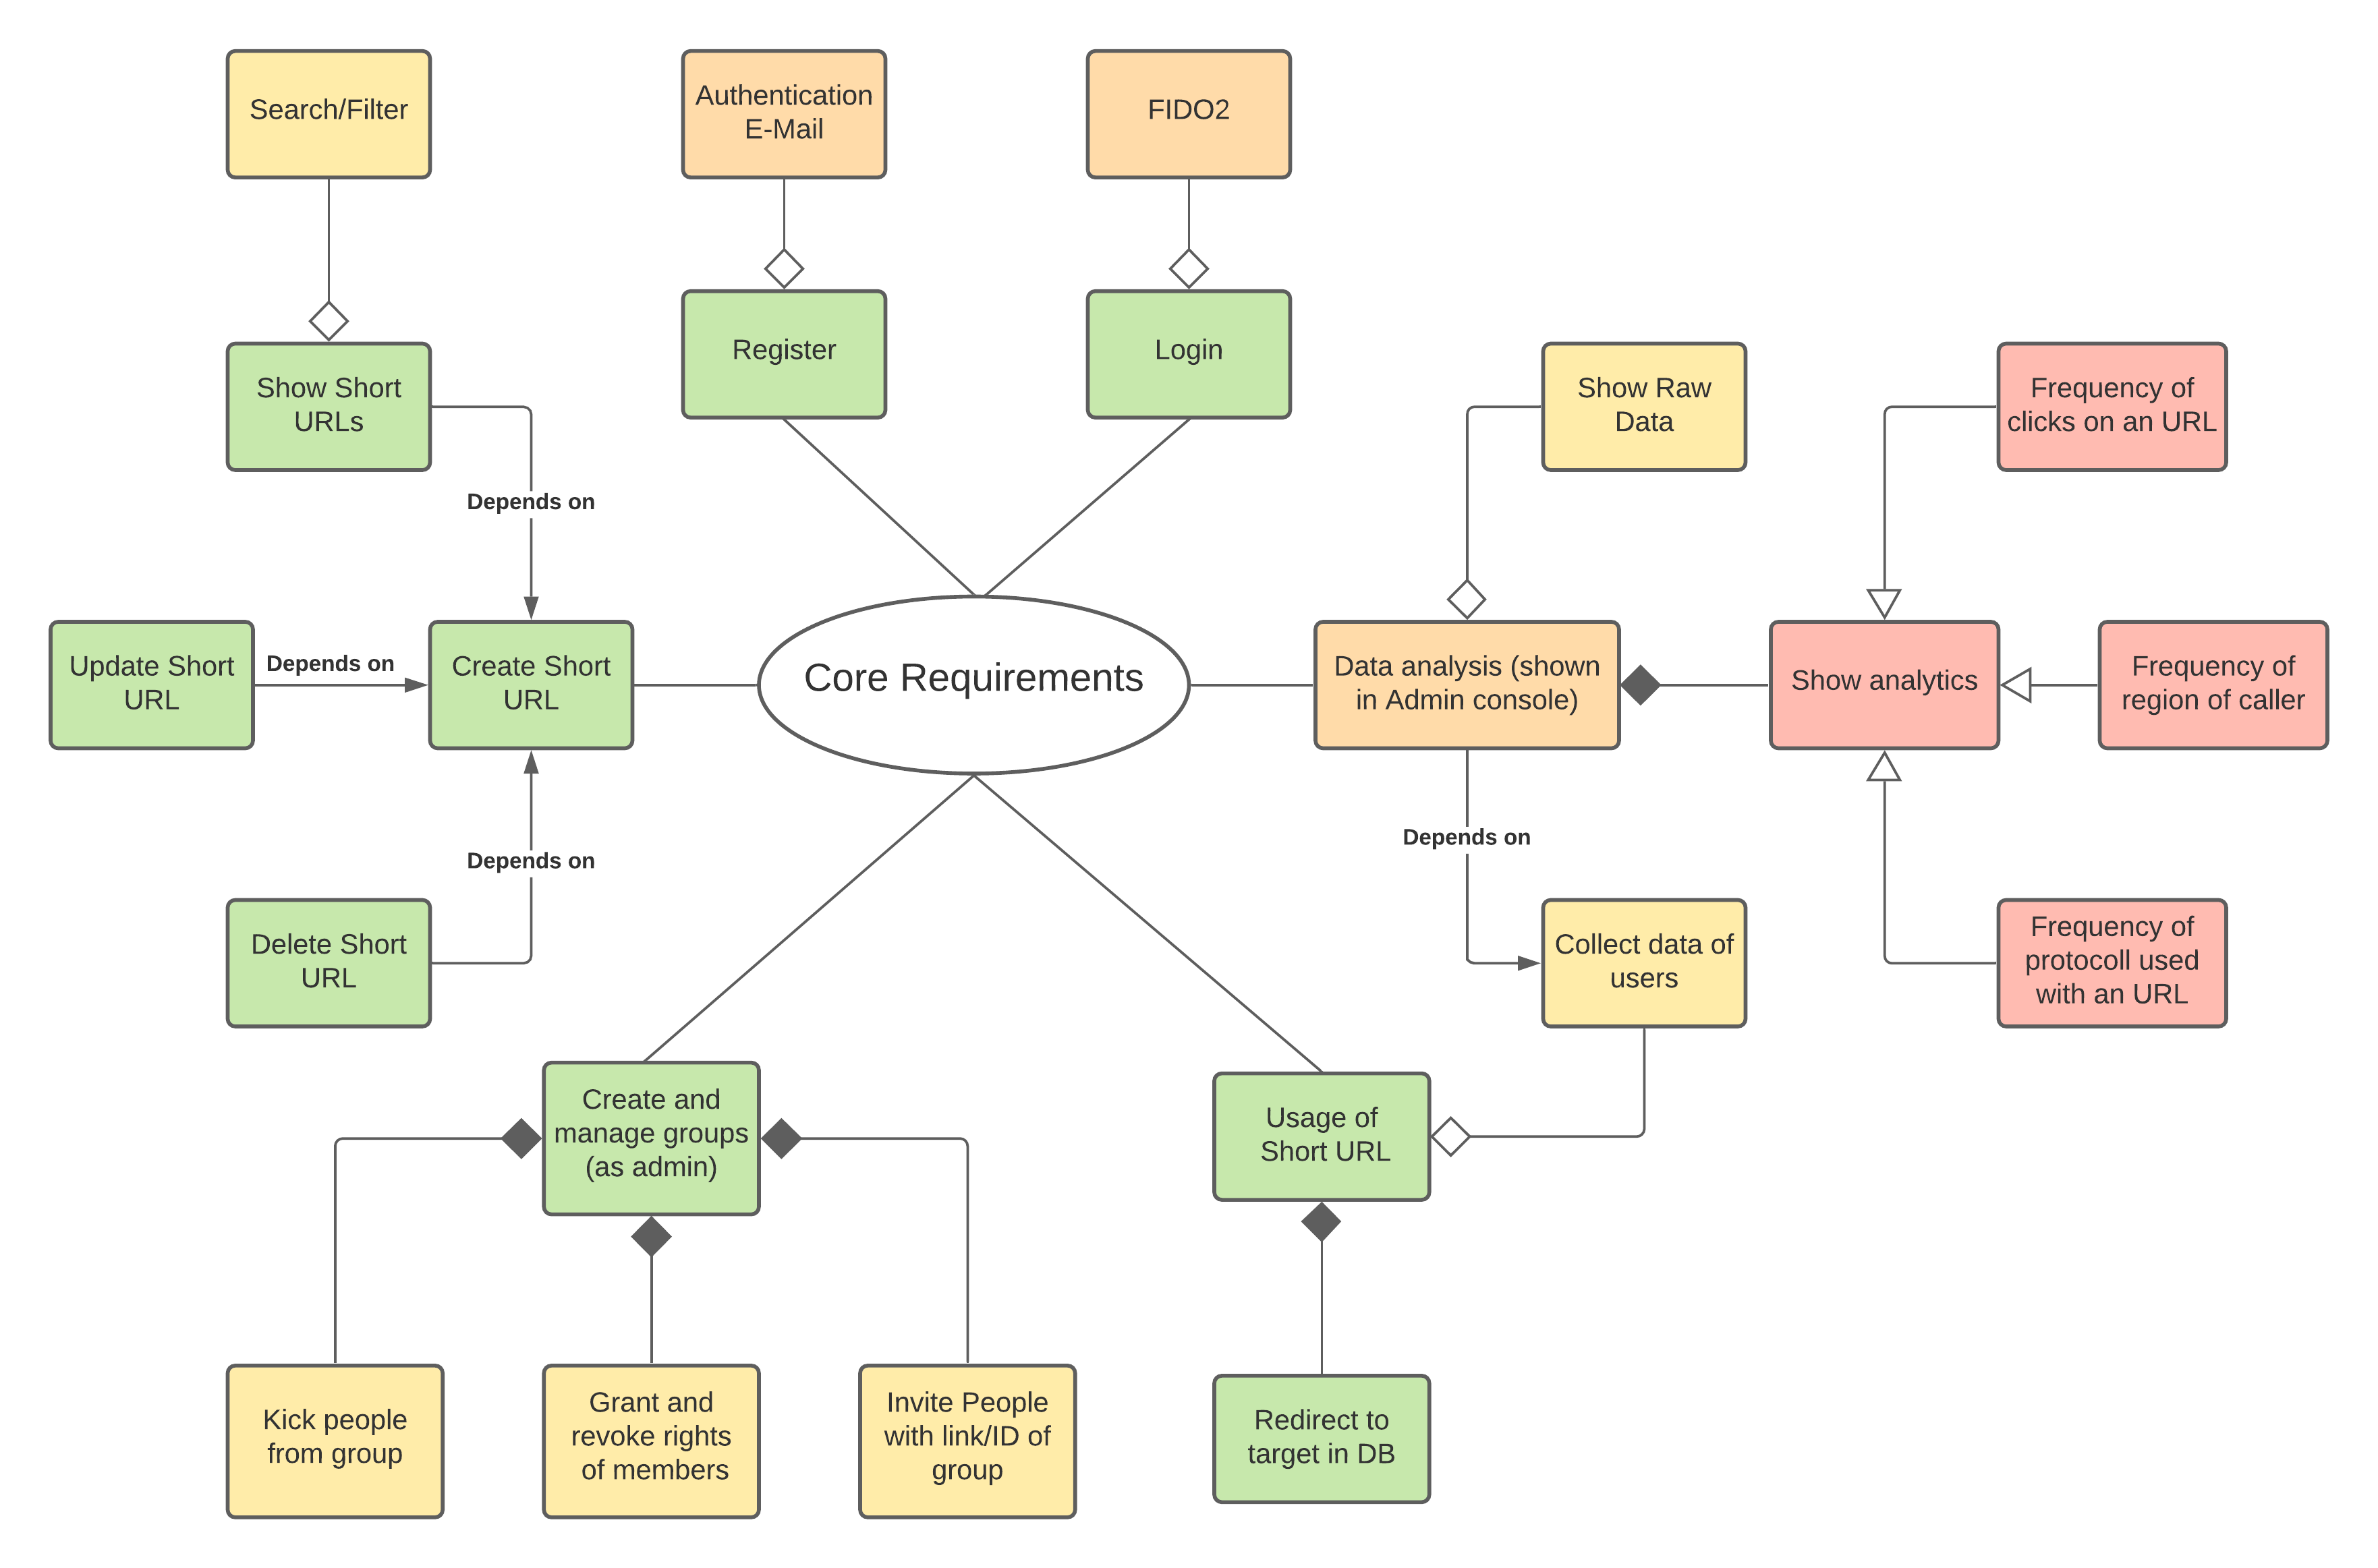 Search/Filter
Authentication
E-Mail
FIDO2
Register
Login
Show Short
URLs
Show Raw
Data
Frequency of
clicks on an URL
Depends on
Update Short
URL
Depends on
Create Short
URL
Core Requirements
Data analysis (shown
in Admin console)
Show analytics
Frequency of
region of caller
Depends on
Depends on
Delete Short
URL
Collect data of
users
Frequency of
protocoll used
with an URL
Create and
manage groups
(as admin)
Usage of
Short URL
Kick people
from group
Grant and
revoke rights
of members
Invite People
with link/ID of
group
Redirect to
target in DB